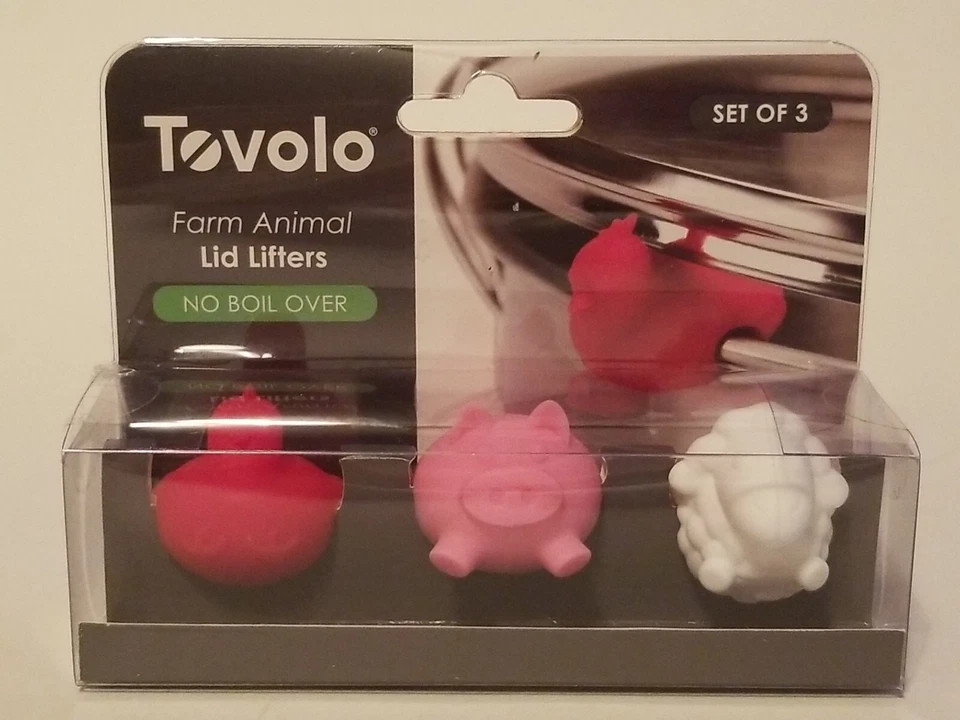 Tovolo®
SET OF 3
Farm Animal
Lid Lifters
NO BOIL OVER